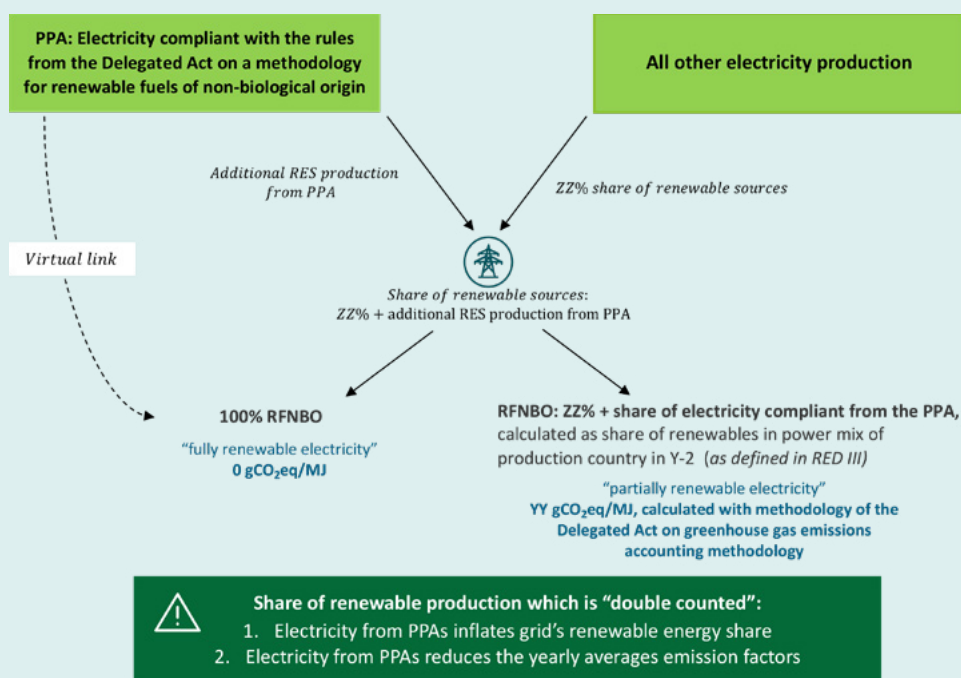 PPA: Electricity compliant with the rules
from the Delegated Act on a methodology
for renewable fuels of non-biological origin
All other electricity production
Additional RES production
from PPA
ZZ% share of renewable sources
Virtual link
Share of renewable sources:
ZZ% + additional RES production from PPA
100% RFNBO
"fully renewable electricity"
0 gCO₂eq/MJ
RFNBO: ZZ% + share of electricity compliant from the PPA,
calculated as share of renewables in power mix of
production country in Y-2 (as defined in RED III)
"partially renewable electricity"
YY gCO₂eq/MJ, calculated with methodology of the
Delegated Act on greenhouse gas emissions
accounting methodology
Share of renewable production which is "double counted":
1. Electricity from PPAs inflates grid's renewable energy share
2. Electricity from PPAs reduces the yearly averages emission factors